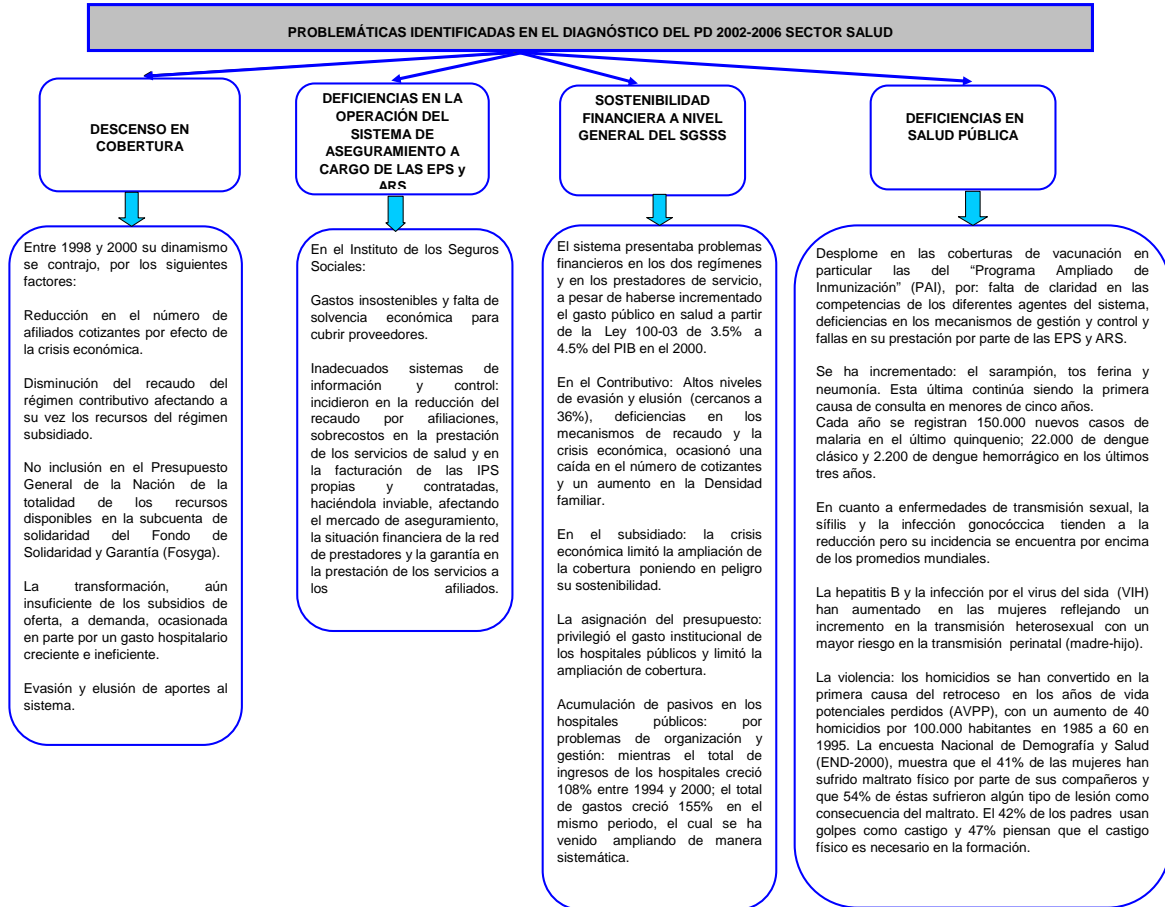 PROBLEMÁTICAS IDENTIFICADAS EN EL DIAGNÓSTICO DEL PD 2002-2006 SECTOR SALUD
DESCENSO EN
COBERTURA
DEFICIENCIAS EN LA
OPERACIÓN DEL
SISTEMA DE
ASEGURAMIENTO A
CARGO DE LAS EPS y
ARS
SOSTENIBILIDAD
FINANCIERA A NIVEL
GENERAL DEL SGSSS
DEFICIENCIAS EN
SALUD PÚBLICA
Entre 1998 y 2000 su dinamismo
se contrajo, por los siguientes
factores:
Reducción en el número de
afiliados cotizantes por efecto de
la crisis económica.
Disminución del recaudo del
régimen contributivo afectando a
su vez los recursos del régimen
subsidiado.
No inclusión en el Presupuesto
General de la Nación de la
totalidad de los recursos
disponibles en la subcuenta de
solidaridad del Fondo de
Solidaridad y Garantía (Fosyga).
La transformación, aún
insuficiente de los subsidios de
oferta, a demanda, ocasionada
en parte por un gasto hospitalario
creciente e ineficiente.
Evasión y elusión de aportes al
sistema.
En el Instituto de los Seguros
Sociales:
Gastos insostenibles y falta de
solvencia económica para
cubrir proveedores.
Inadecuados sistemas de
información y control:
incidieron en la reducción del
recaudo por afiliaciones,
sobrecostos en la prestación
de los servicios de salud y en
la facturación de las IPS
propias y contratadas,
haciéndola inviable, afectando
el mercado de aseguramiento,
la situación financiera de la red
de prestadores y la garantía en
la prestación de los servicios a
los afiliados.
El sistema presentaba problemas
financieros en los dos regímenes
y en los prestadores de servicio,
a pesar de haberse incrementado
el gasto público en salud a partir
de la Ley 100-03 de 3.5% a
4.5% del PIB en el 2000.
En el Contributivo: Altos niveles
de evasión y elusión (cercanos a
36%), deficiencias en los
mecanismos de recaudo y la
crisis económica, ocasionó una
caída en el número de cotizantes
y un aumento en la Densidad
familiar.
En el subsidiado: la crisis
económica limitó la ampliación de
la cobertura poniendo en peligro
su sostenibilidad.
La asignación del presupuesto:
privilegió el gasto institucional de
los hospitales públicos y limitó la
ampliación de cobertura.
Acumulación de pasivos en los
hospitales públicos: por
problemas de organización y
gestión: mientras el total de
ingresos de los hospitales creció
108% entre 1994 y 2000; el total
de gastos creció 155% en el
mismo periodo, el cual se ha
venido ampliando de manera
sistemática.
Desplome en las coberturas de vacunación en
particular las del “Programa Ampliado de
Inmunización” (PAI), por: falta de claridad en las
competencias de los diferentes agentes del sistema,
deficiencias en los mecanismos de gestión y control y
fallas en su prestación por parte de las EPS y ARS.
Se ha incrementado: el sarampión, tos ferina y
neumonía. Esta última continúa siendo la primera
causa de consulta en menores de cinco años.
Cada año se registran 150.000 nuevos casos de
malaria en el último quinquenio; 22.000 de dengue
clásico y 2.200 de dengue hemorrágico en los últimos
tres años.
En cuanto a enfermedades de transmisión sexual, la
sífilis y la infección gonocóccica tienden a la
reducción pero su incidencia se encuentra por encima
de los promedios mundiales.
La hepatitis B y la infección por el virus del sida (VIH)
han aumentado en las mujeres reflejando un
incremento en la transmisión heterosexual con un
mayor riesgo en la transmisión perinatal (madre-hijo).
La violencia: los homicidios se han convertido en la
primera causa del retroceso en los años de vida
potenciales perdidos (AVPP), con un aumento de 40
homicidios por 100.000 habitantes en 1985 a 60 en
1995. La encuesta Nacional de Demografía y Salud
(END-2000), muestra que el 41% de las mujeres han
sufrido maltrato físico por parte de sus compañeros y
que 54% de éstas sufrieron algún tipo de lesión como
consecuencia del maltrato. El 42% de los padres usan
golpes como castigo y 47% piensan que el castigo
físico es necesario en la formación.